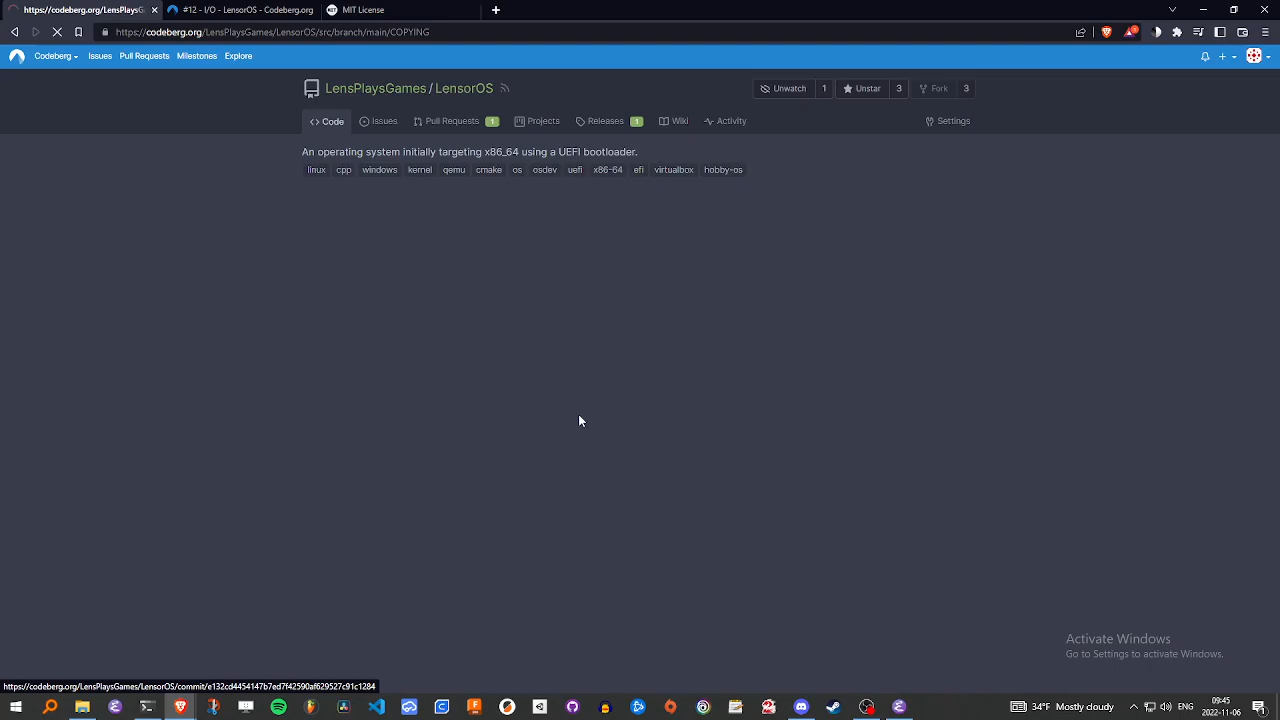 https://codeberg.org/LensPlaysG
#12 - I/O - LensorOS - Codeberg.org
MIT License
https://codeberg.org/LensPlaysGames/LensorOS/src/branch/main/COPYING
Codeberg
Issues
Pull Requests
Milestones
Explore
LensPlaysGames / LensorOS
Unwatch 1
Unstar 3
Fork 3
Code
Issues
Pull Requests 1
Projects
Releases 1
Wiki
Activity
Settings
An operating system initially targeting x86_64 using a UEFI bootloader.
linux cpp windows kernel qemu cmake os osdev uefi x86-64 efi virtualbox hobby-os
Activate Windows
Go to Settings to activate Windows.
https://codeberg.org/LensPlaysGames/LensorOS/commit/e132cd4454147b7ed7f42590af629527c91c1284
34°F Mostly cloudy
ENG
09:45
2022-11-06